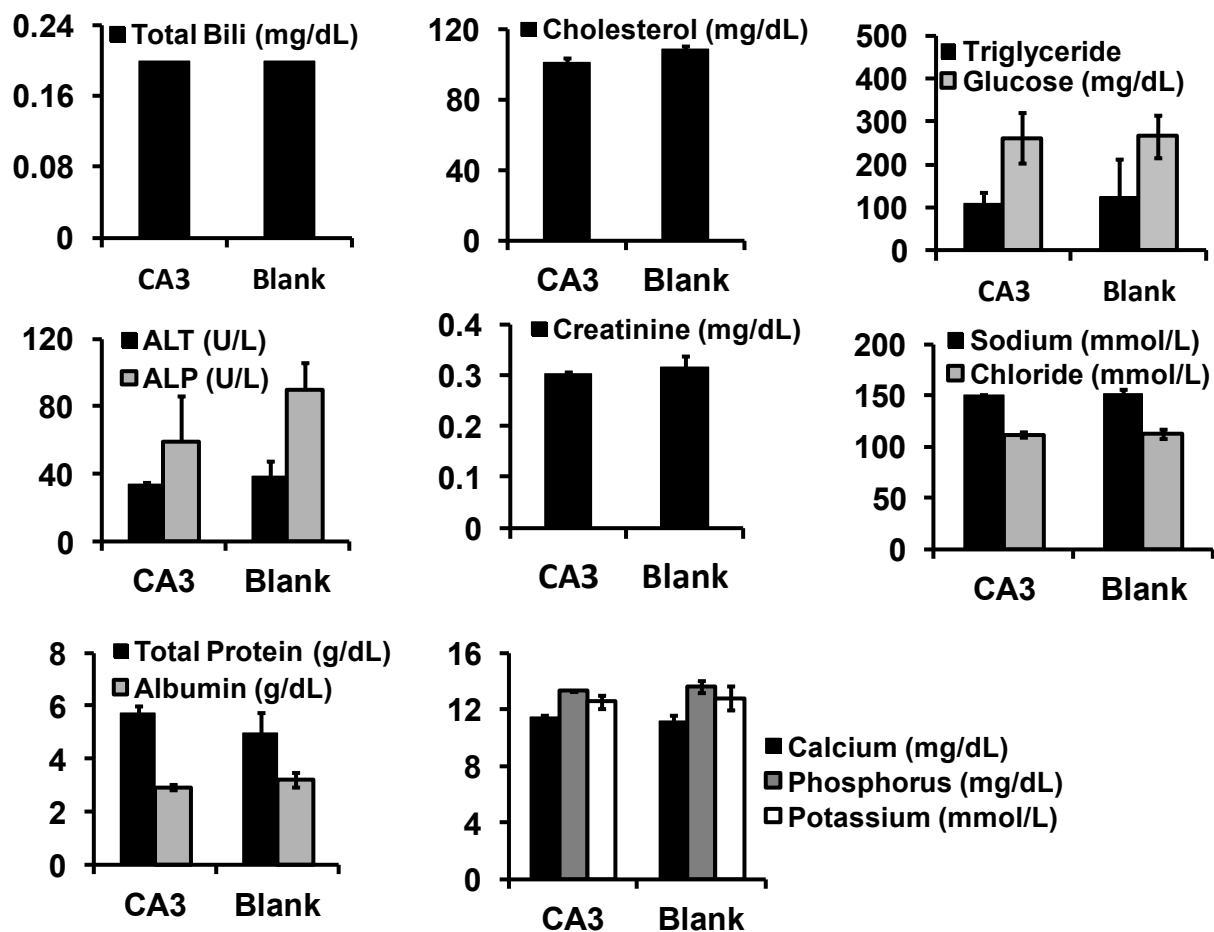 0.24
0.16
0.08
0
Total Bili (mg/dL)
CA3 Blank
120
80
40
0
Cholesterol (mg/dL)
CA3 Blank
500
400
300
200
100
0
Triglyceride
Glucose (mg/dL)
CA3 Blank
120
80
40
0
ALT (U/L)
ALP (U/L)
CA3 Blank
0.4
0.3
0.2
0.1
0
Creatinine (mg/dL)
CA3 Blank
200
150
100
50
0
Sodium (mmol/L)
Chloride (mmol/L)
CA3 Blank
8
6
4
2
0
Total Protein (g/dL)
Albumin (g/dL)
CA3 Blank
16
12
8
4
0
CA3 Blank
Calcium (mg/dL)
Phosphorus (mg/dL)
Potassium (mmol/L)